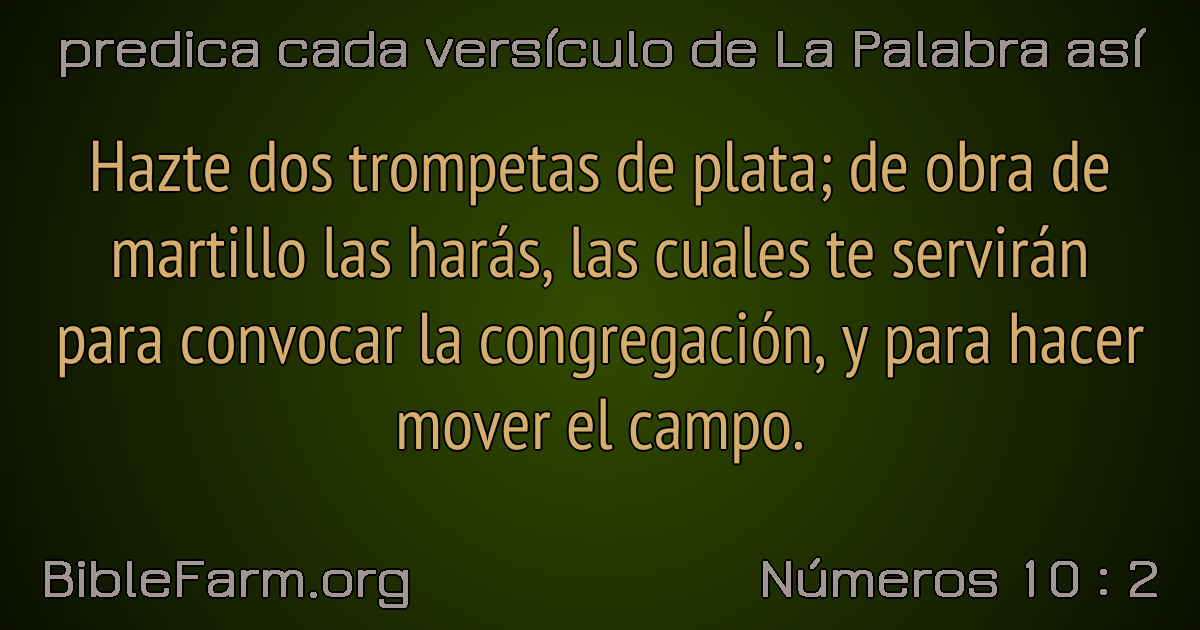 predica cada versículo de La Palabra así
Hazte dos trompetas de plata; de obra de
martillo las harás, las cuales te servirán
para convocar la congregación, y para hacer
mover el campo.
BibleFarm.org
Números 10 : 2